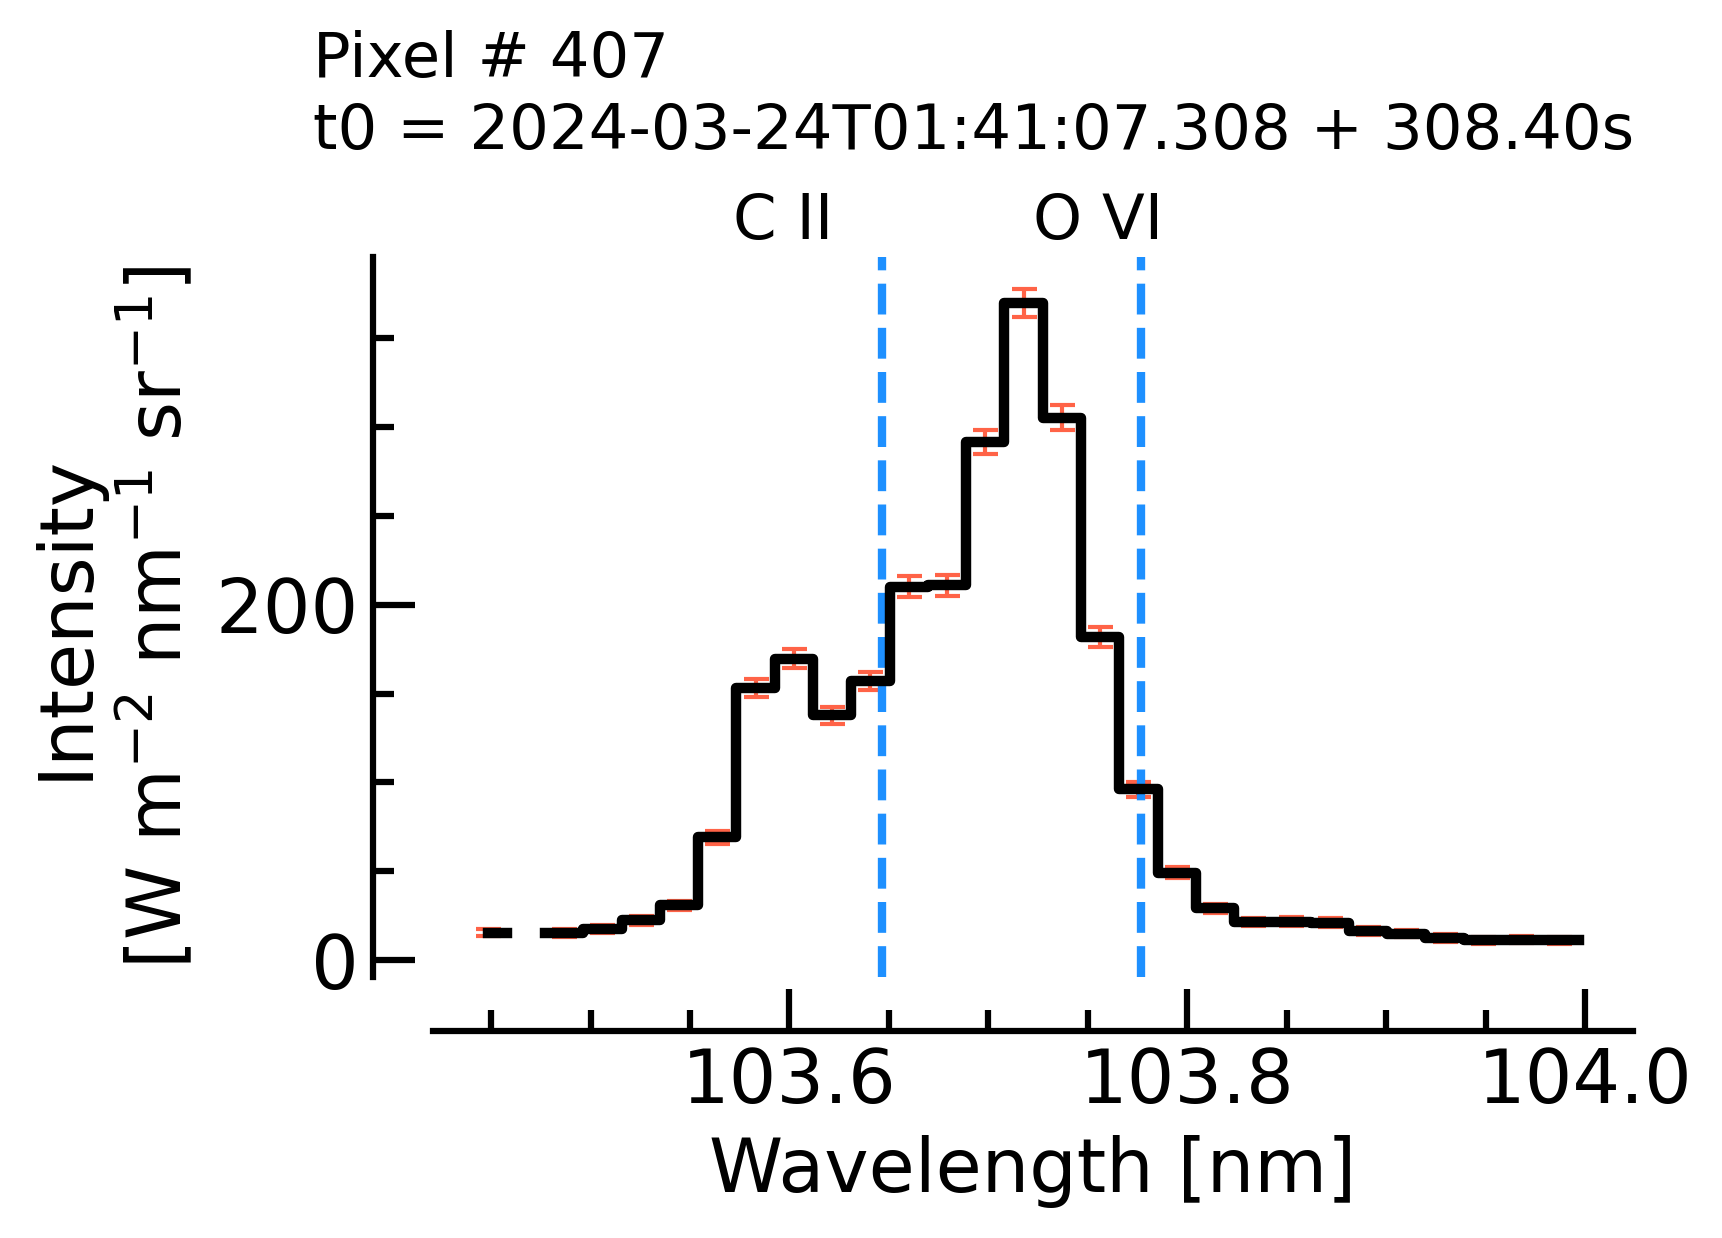 Pixel # 407
t0 = 2024-03-24T01:41:07.308 + 308.40s
C II O VI
Intensity
[W m⁻² nm⁻¹ sr⁻¹]
200
0
103.6 103.8 104.0
Wavelength [nm]